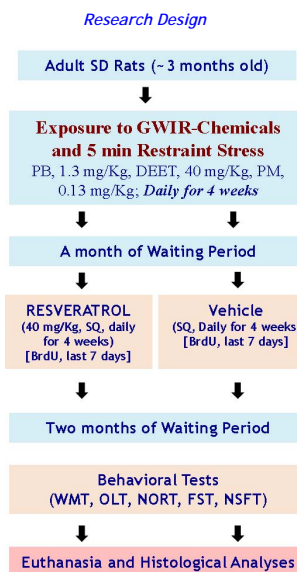 Research Design
Adult SD Rats (~ 3 months old)
Exposure to GWIR-Chemicals
and 5 min Restraint Stress
PB, 1.3 mg/Kg, DEET, 40 mg/Kg, PM,
0.13 mg/Kg; Daily for 4 weeks
A month of Waiting Period
RESVERATROL
(40 mg/Kg, SQ, daily
for 4 weeks)
[BrdU, last 7 days]
Vehicle
(SQ, Daily for 4 weeks
[BrdU, last 7 days]
Two months of Waiting Period
Behavioral Tests
(WMT, OLT, NORT, FST, NSFT)
Euthanasia and Histological Analyses